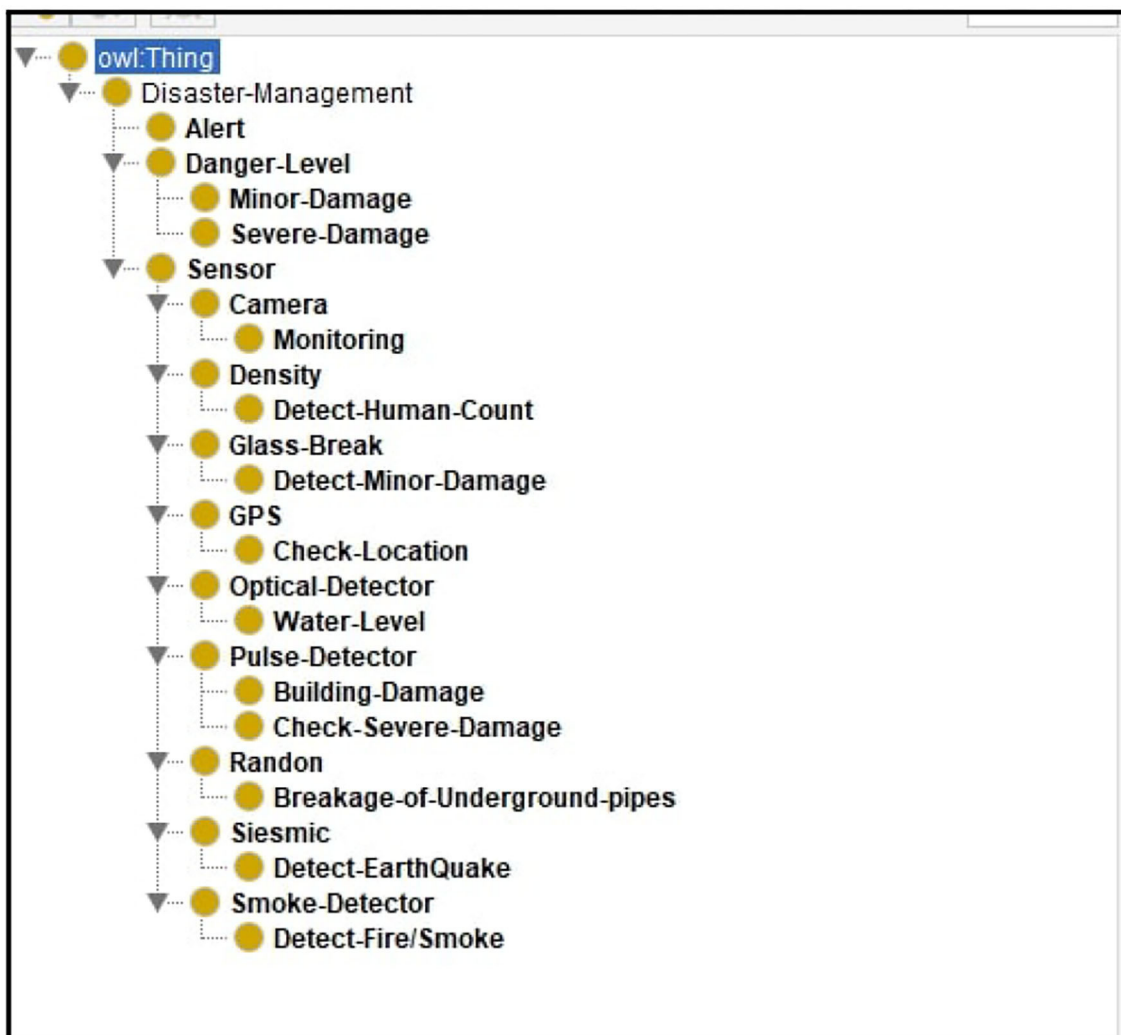 owl:Thing
Disaster-Management
Alert
Danger-Level
Minor-Damage
Severe-Damage
Sensor
Camera
Monitoring
Density
Detect-Human-Count
Glass-Break
Detect-Minor-Damage
GPS
Check-Location
Optical-Detector
Water-Level
Pulse-Detector
Building-Damage
Check-Severe-Damage
Randon
Breakage-of-Underground-pipes
Siesmic
Detect-EarthQuake
Smoke-Detector
Detect-Fire/Smoke